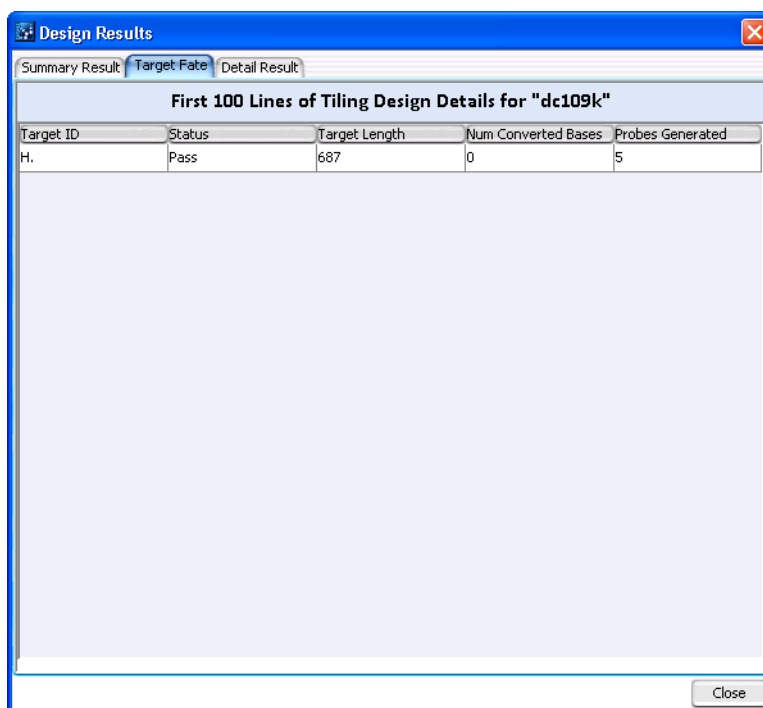 Design Results
Summary Result Target Fate Detail Result
First 100 Lines of Tiling Design Details for "dc109k"
Target ID Status Target Length Num Converted Bases Probes Generated
H. Pass 687 0 5
Close